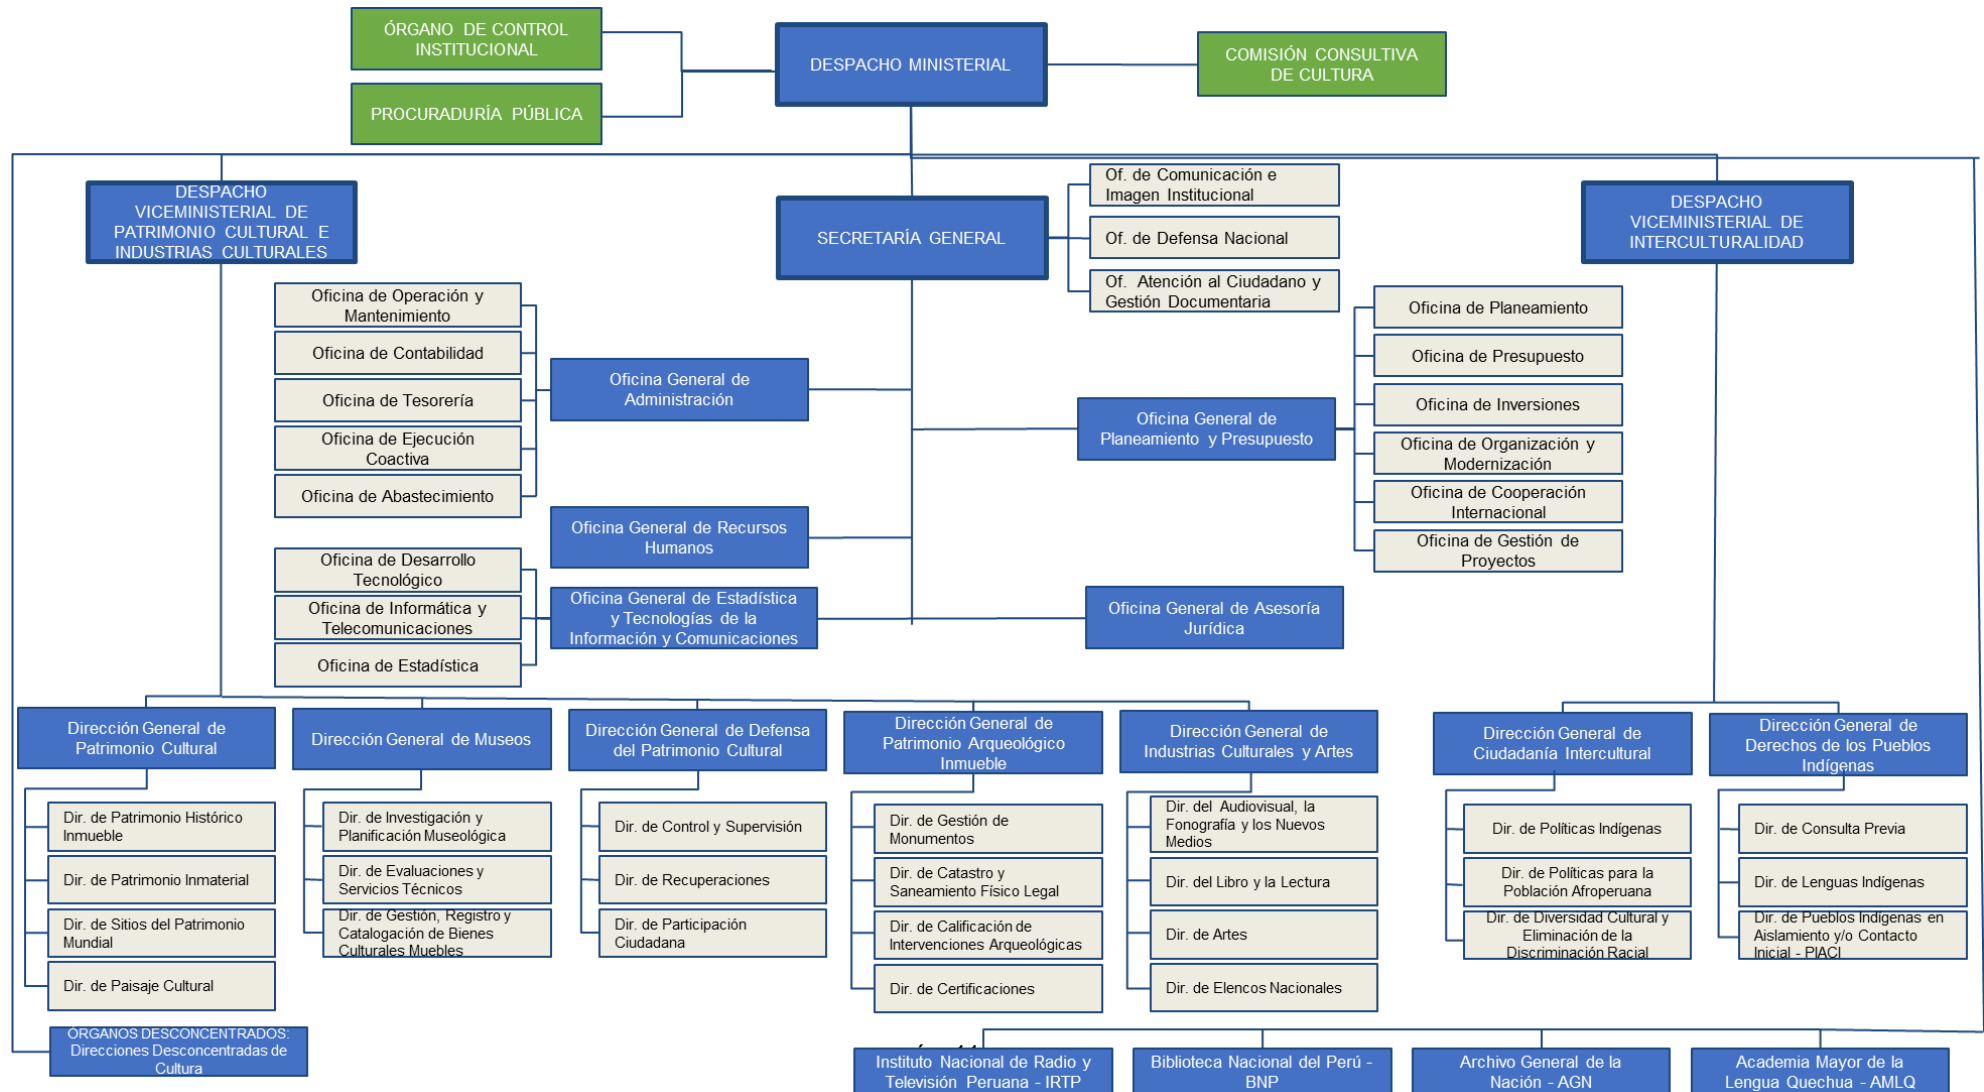 ÓRGANO DE CONTROL
INSTITUCIONAL
DESPACHO MINISTERIAL
COMISIÓN CONSULTIVA
DE CULTURA
PROCURADURÍA PÚBLICA
DESPACHO
VICEMINISTERIAL DE
PATRIMONIO CULTURAL E
INDUSTRIAS CULTURALES
SECRETARÍA GENERAL
Of. de Comunicación e
Imagen Institucional
Of. de Defensa Nacional
Of. Atención al Ciudadano y
Gestión Documentaria
DESPACHO
VICEMINISTERIAL DE
INTERCULTURALIDAD
Oficina de Operación y
Mantenimiento
Oficina de Contabilidad
Oficina de Tesorería
Oficina de Ejecución
Coactiva
Oficina de Abastecimiento
Oficina General de
Administración
Oficina General de
Planeamiento y Presupuesto
Oficina de Planeamiento
Oficina de Presupuesto
Oficina de Inversiones
Oficina de Organización y
Modernización
Oficina de Cooperación
Internacional
Oficina de Gestión de
Proyectos
Oficina General de Recursos
Humanos
Oficina de Desarrollo
Tecnológico
Oficina de Informática y
Telecomunicaciones
Oficina de Estadística
Oficina General de Estadística
y Tecnologías de la
Información y Comunicaciones
Oficina General de Asesoría
Jurídica
Dirección General de
Patrimonio Cultural
Dir. de Patrimonio Histórico
Inmueble
Dir. de Patrimonio Inmaterial
Dir. de Sitios del Patrimonio
Mundial
Dir. de Paisaje Cultural
Dirección General de Museos
Dir. de Investigación y
Planificación Museológica
Dir. de Evaluaciones y
Servicios Técnicos
Dir. de Gestión, Registro y
Catalogación de Bienes
Culturales Muebles
Dirección General de Defensa
del Patrimonio Cultural
Dir. de Control y Supervisión
Dir. de Recuperaciones
Dir. de Participación
Ciudadana
Dirección General de
Patrimonio Arqueológico
Inmueble
Dir. de Gestión de
Monumentos
Dir. de Catastro y
Saneamiento Físico Legal
Dir. de Calificación de
Intervenciones Arqueológicas
Dir. de Certificaciones
Dirección General de
Industrias Culturales y Artes
Dir. del Audiovisual, la
Fonografía y los Nuevos
Medios
Dir. del Libro y la Lectura
Dir. de Artes
Dir. de Elencos Nacionales
Dirección General de
Ciudadanía Intercultural
Dir. de Políticas Indígenas
Dir. de Políticas para la
Población Afroperuana
Dir. de Diversidad Cultural y
Eliminación de la
Discriminación Racial
Dirección General de
Derechos de los Pueblos
Indígenas
Dir. de Consulta Previa
Dir. de Lenguas Indígenas
Dir. de Pueblos Indígenas en
Aislamiento y/o Contacto
Inicial - PIACI
ÓRGANOS DESCONCENTRADOS:
Direcciones Desconcentradas de
Cultura
Instituto Nacional de Radio y
Televisión Peruana - IRTP
Biblioteca Nacional del Perú -
BNP
Archivo General de la
Nación - AGN
Academia Mayor de la
Lengua Quechua - AMLQ